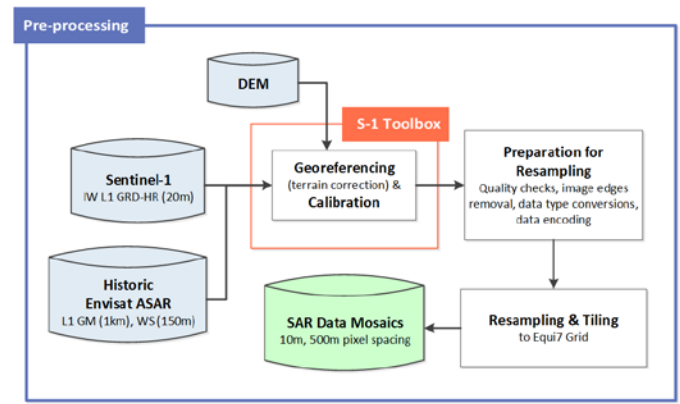 Pre-processing
DEM
S-1 Toolbox
Sentinel-1
IW L1 GRD-HR (20m)
Georeferencing
(terrain correction) &
Calibration
Preparation for
Resampling
Quality checks, image edges
removal, data type conversions,
data encoding
Historic
Envisat ASAR
L1 GM (1km), WS(150m)
SAR Data Mosaics
10m, 500m pixel spacing
Resampling & Tiling
to Equi7 Grid